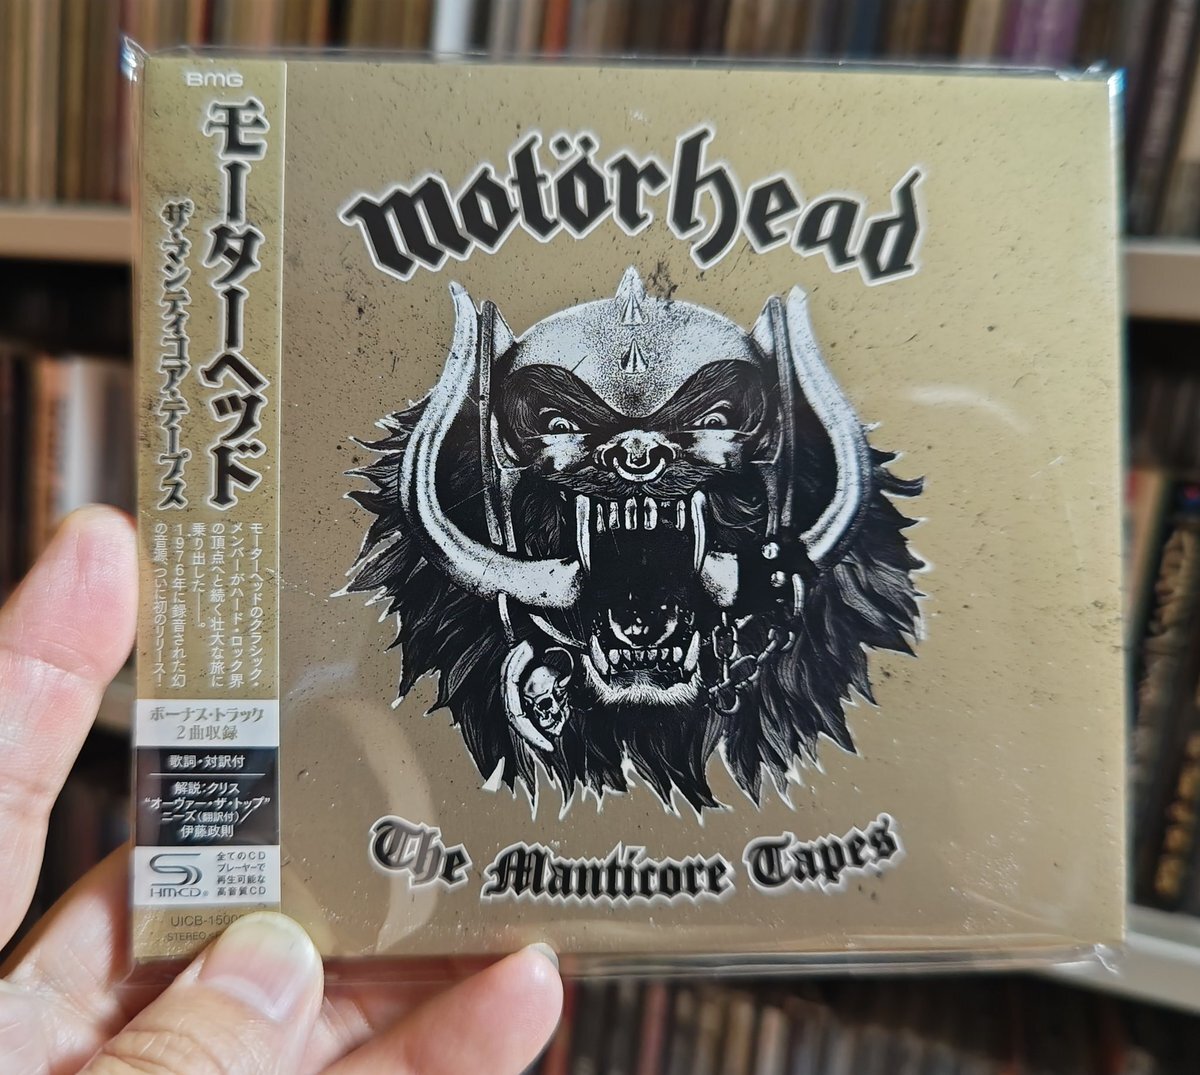 BMG
モーターヘッド
ザ・マンティコア・テープス
モーターヘッドのクラシック・
メンバーがハード・ロック界
の頂点へと続く壮大な旅に
乗り出した――。
1976年に録音された幻
の音源、ついに初のリリース！
ボーナス・トラック
2曲収録
歌詞・対訳付
解説：クリス
“オーヴァー・ザ・トップ”
ニーズ（翻訳付）／
伊藤政則
SHM-CD
全てのCD
プレーヤーで
再生可能な
高音質CD
UICB-1500
STEREO
motörhead
The Manticore Tapes